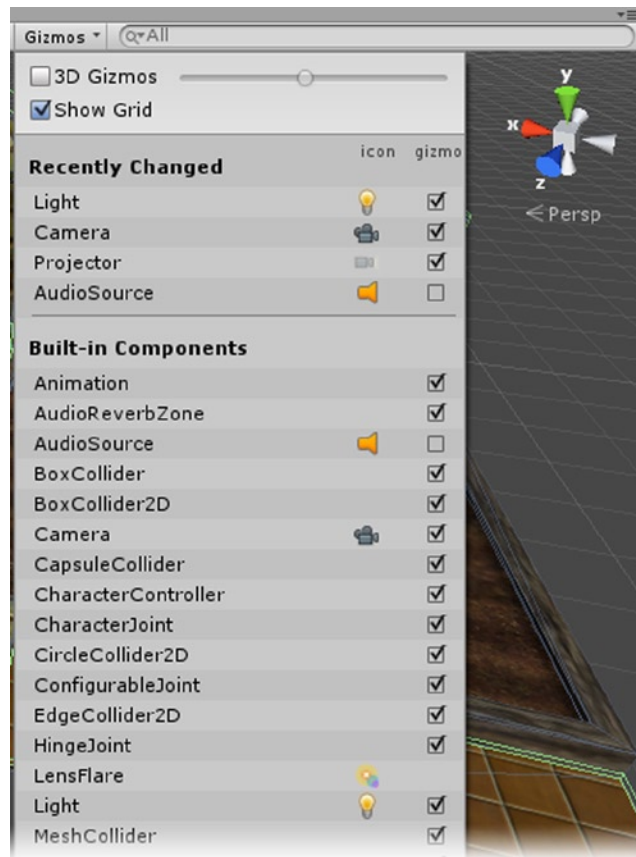 Gizmos All
3D Gizmos
Show Grid
icon gizmo
Recently Changed
Light
Camera
Projector
AudioSource
Built-in Components
Animation
AudioReverbZone
AudioSource
BoxCollider
BoxCollider2D
Camera
CapsuleCollider
CharacterController
CharacterJoint
CircleCollider2D
ConfigurableJoint
EdgeCollider2D
HingeJoint
LensFlare
Light
MeshCollider
y
x
z
Persp